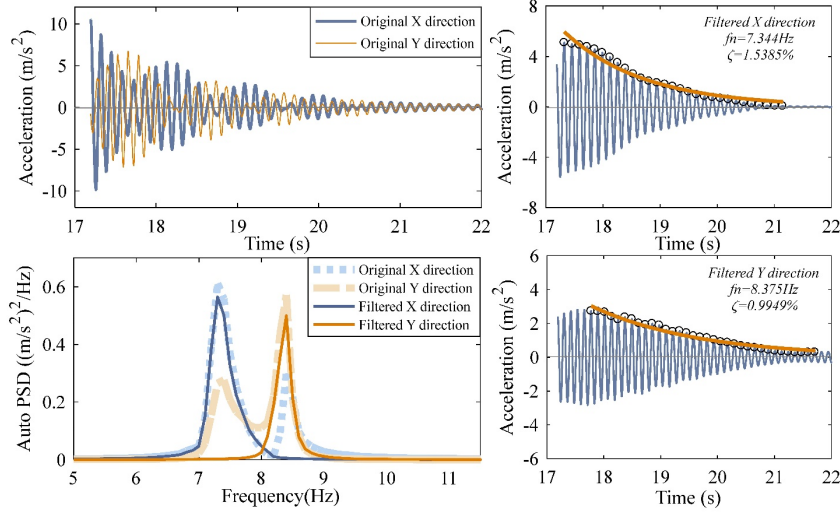 Acceleration (m/s²)
10
5
0
-5
-10
Original X direction
Original Y direction
17
18
19
20
21
22
Time (s)
Acceleration (m/s²)
8
4
0
-4
-8
Filtered X direction
fn=7.344Hz
ζ=1.5385%
17
18
19
20
21
22
Time (s)
Auto PSD ((m/s²)²/Hz)
0.6
0.4
0.2
0
Original X direction
Original Y direction
Filtered X direction
Filtered Y direction
5
6
7
8
9
10
11
Frequency(Hz)
Acceleration (m/s²)
6
4
2
0
-2
-4
-6
Filtered Y direction
fn=8.375Hz
ζ=0.9949%
17
18
19
20
21
22
Time (s)